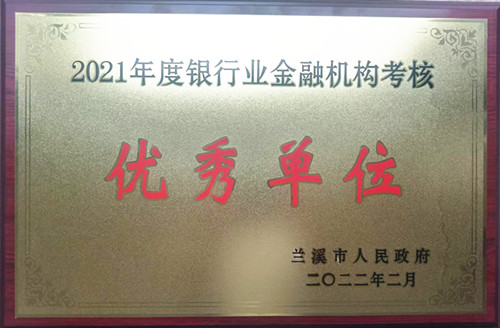 2021年度银行业金融机构考核
优秀单位
兰溪市人民政府
二〇二二年二月